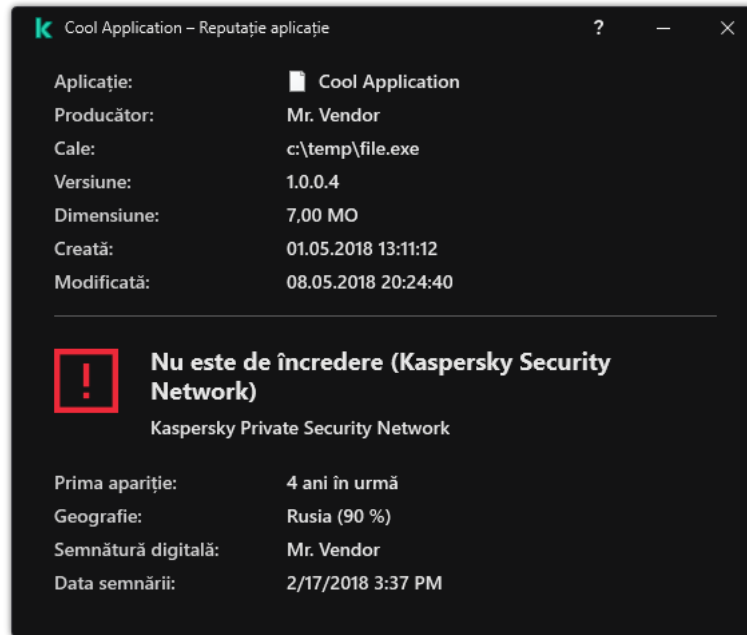 Cool Application – Reputație aplicație ?
Aplicație: Cool Application
Producător: Mr. Vendor
Cale: c:\temp\file.exe
Versiune: 1.0.0.4
Dimensiune: 7,00 MO
Creată: 01.05.2018 13:11:12
Modificată: 08.05.2018 20:24:40
Nu este de încredere (Kaspersky Security
Network)
Kaspersky Private Security Network
Prima apariție: 4 ani în urmă
Geografie: Rusia (90 %)
Semnătură digitală: Mr. Vendor
Data semnării: 2/17/2018 3:37 PM